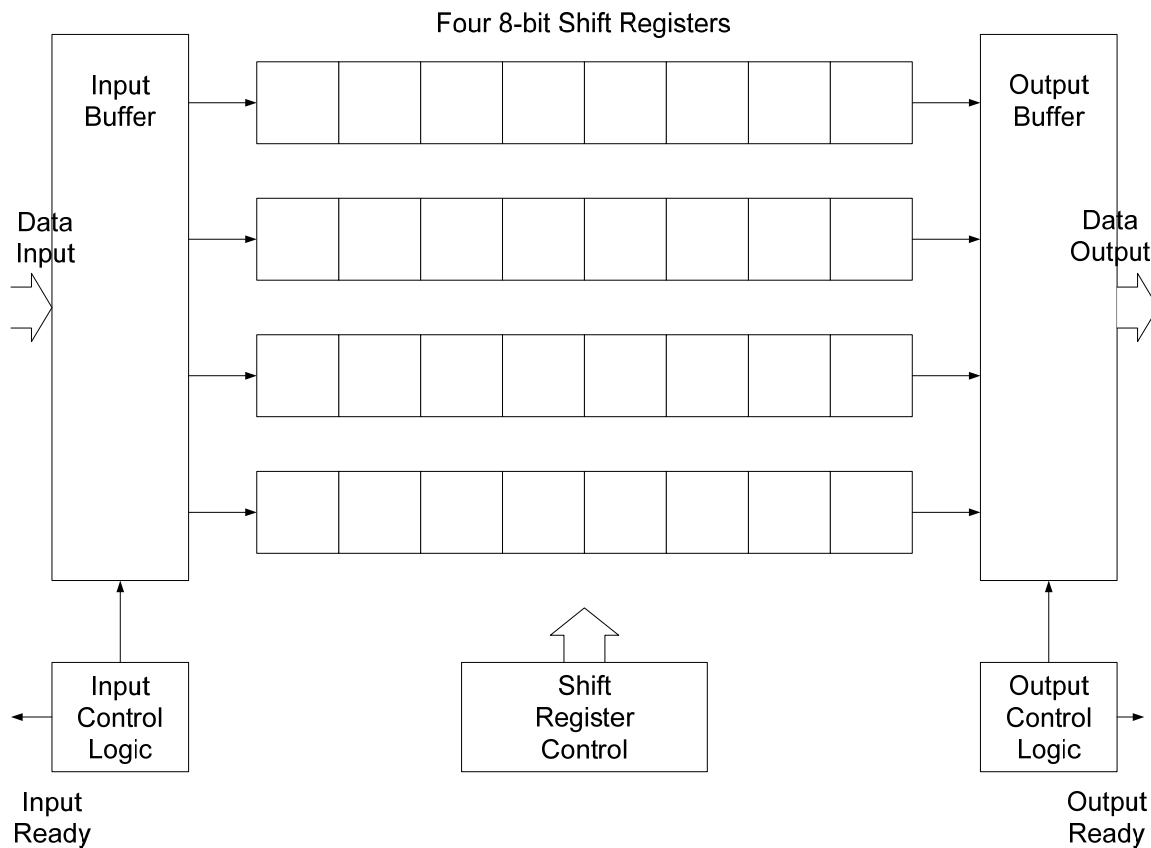 Four 8-bit Shift Registers
Input
Buffer
Output
Buffer
Data
Input
Data
Output
Input
Control
Logic
Shift
Register
Control
Output
Control
Logic
Input
Ready
Output
Ready